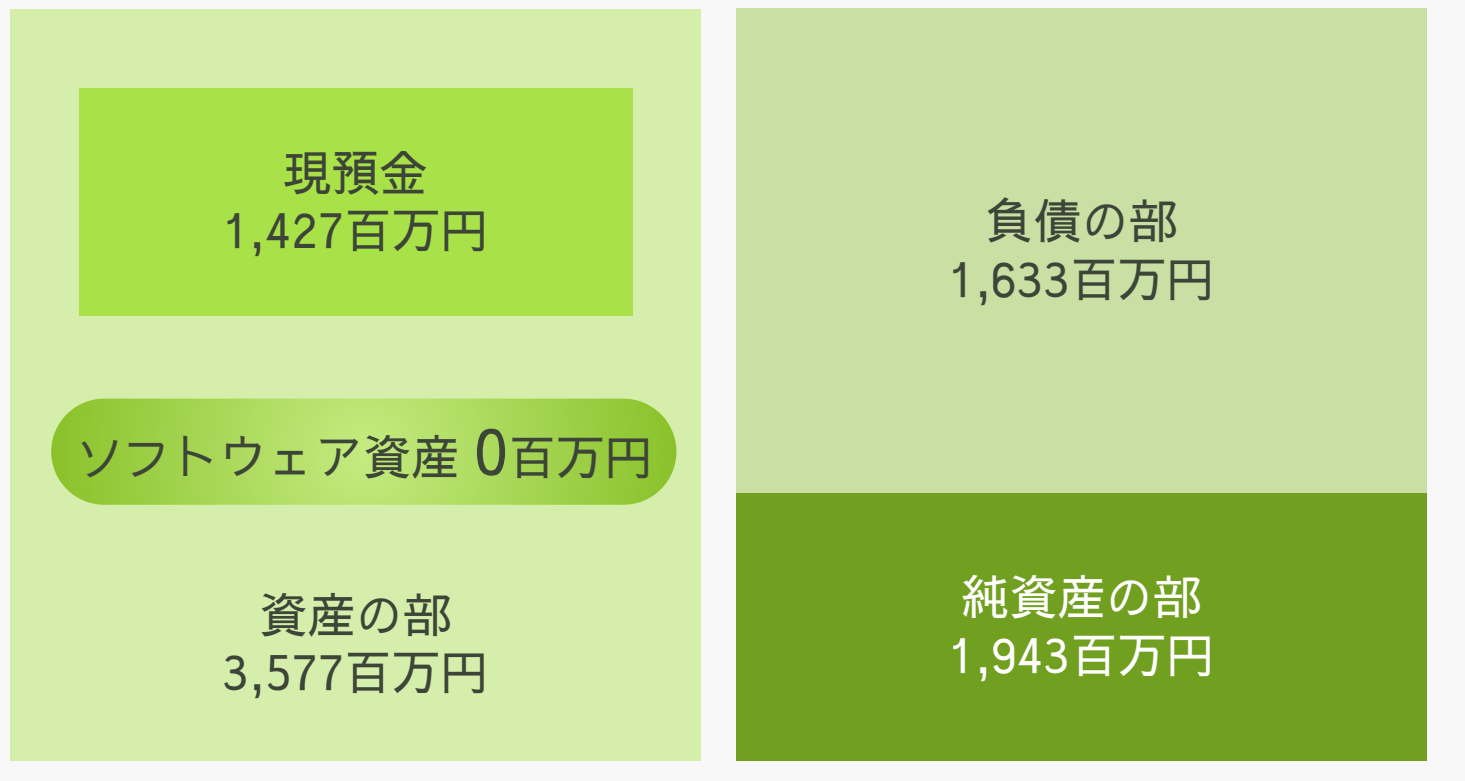 現預金
1,427百万円
ソフトウェア資産 0百万円
資産の部
3,577百万円
負債の部
1,633百万円
純資産の部
1,943百万円